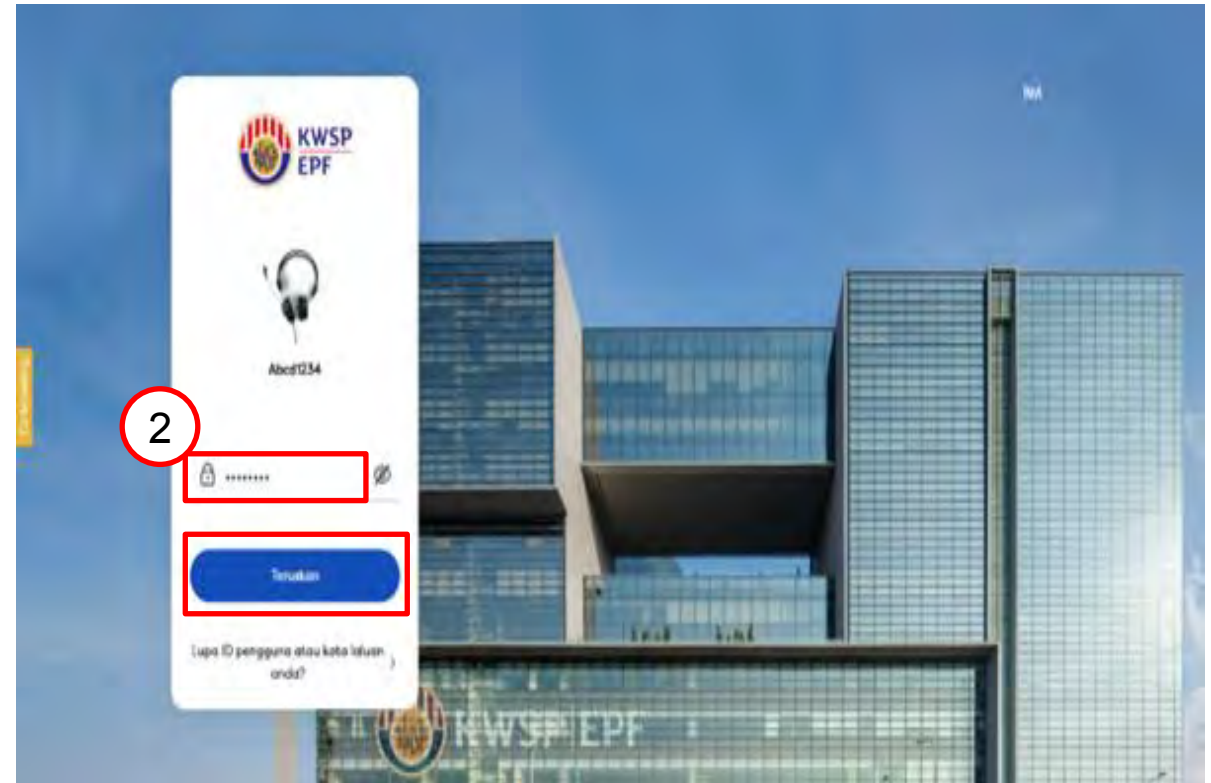 KWSP
EPF
Abcd1234
2
........
Teruskan
Lupa ID pengguna atau kata laluan
anda?
KWSP EPF